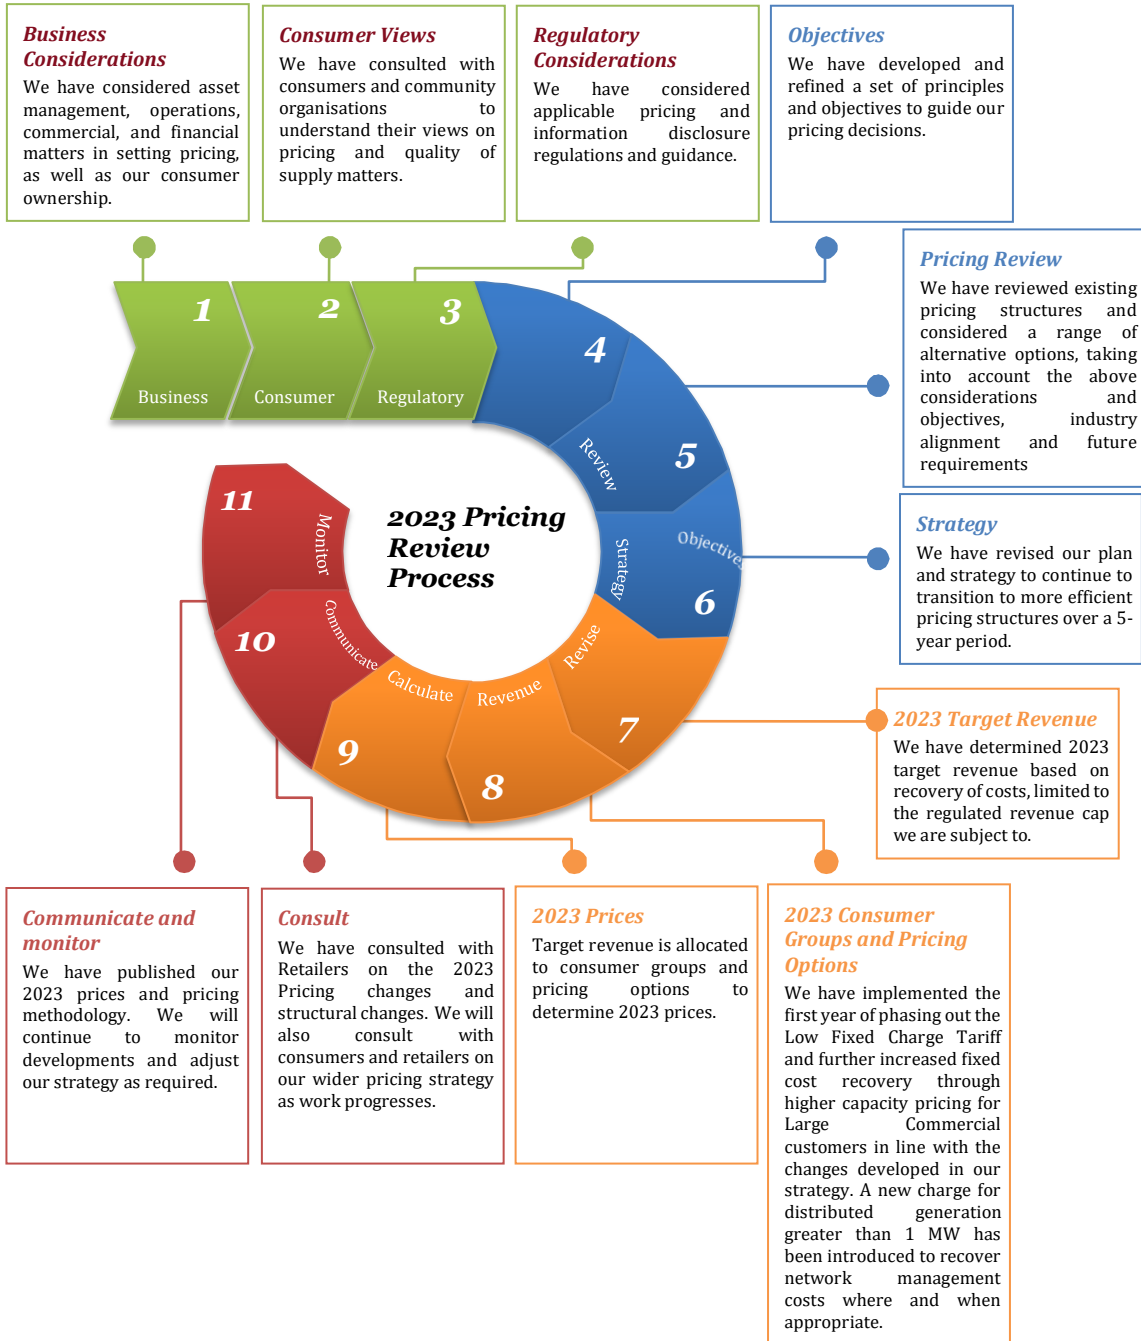 Business
Considerations
We have considered asset
management, operations,
commercial, and financial
matters in setting pricing,
as well as our consumer
ownership.
Consumer Views
We have consulted with
consumers and community
organisations to
understand their views on
pricing and quality of
supply matters.
Regulatory
Considerations
We have considered
applicable pricing and
information disclosure
regulations and guidance.
Objectives
We have developed and
refined a set of principles
and objectives to guide our
pricing decisions.
Pricing Review
We have reviewed existing
pricing structures and
considered a range of
alternative options, taking
into account the above
considerations and
objectives, industry
alignment and future
requirements
Strategy
We have revised our plan
and strategy to continue to
transition to more efficient
pricing structures over a 5-
year period.
1
Business
2
Consumer
3
Regulatory
4
Review
5
Objectives
Strategy
6
Revise
7
Revenue
8
Calculate
9
Communicate
10
Monitor
11
2023 Pricing
Review
Process
2023 Target Revenue
We have determined 2023
target revenue based on
recovery of costs, limited to
the regulated revenue cap
we are subject to.
Communicate and
monitor
We have published our
2023 prices and pricing
methodology. We will
continue to monitor
developments and adjust
our strategy as required.
Consult
We have consulted with
Retailers on the 2023
Pricing changes and
structural changes. We will
also consult with
consumers and retailers on
our wider pricing strategy
as work progresses.
2023 Prices
Target revenue is allocated
to consumer groups and
pricing options to
determine 2023 prices.
2023 Consumer
Groups and Pricing
Options
We have implemented the
first year of phasing out the
Low Fixed Charge Tariff
and further increased fixed
cost recovery through
higher capacity pricing for
Large Commercial
customers in line with the
changes developed in our
strategy. A new charge for
distributed generation
greater than 1 MW has
been introduced to recover
network management
costs where and when
appropriate.